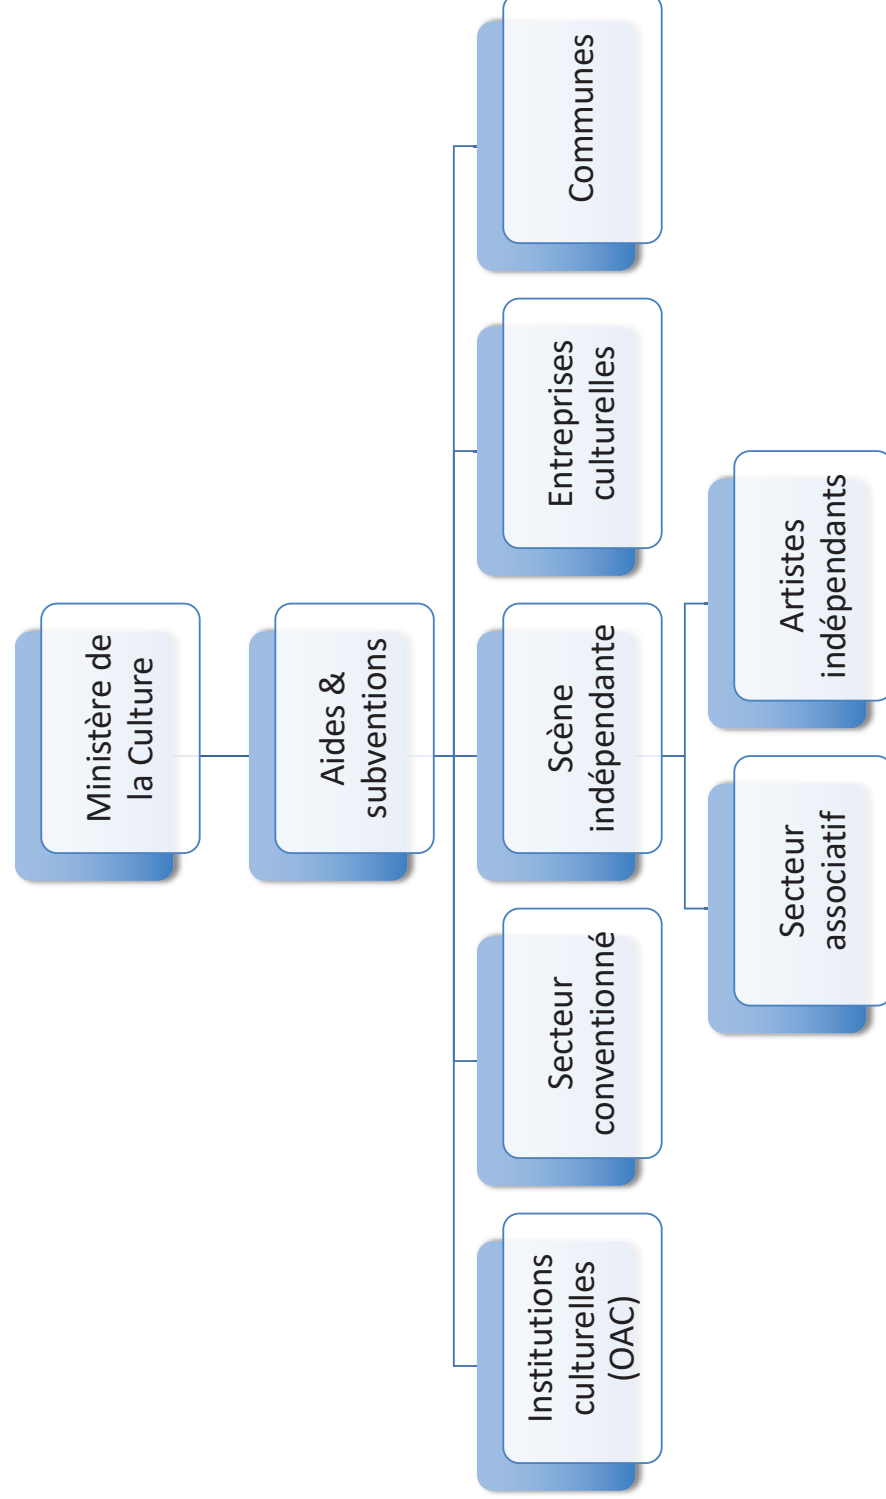 Ministère de
la Culture
Aides &
subventions
Institutions
culturelles
(OAC)
Secteur
conventionné
Scène
indépendante
Entreprises
culturelles
Communes
Secteur
associatif
Artistes
indépendants